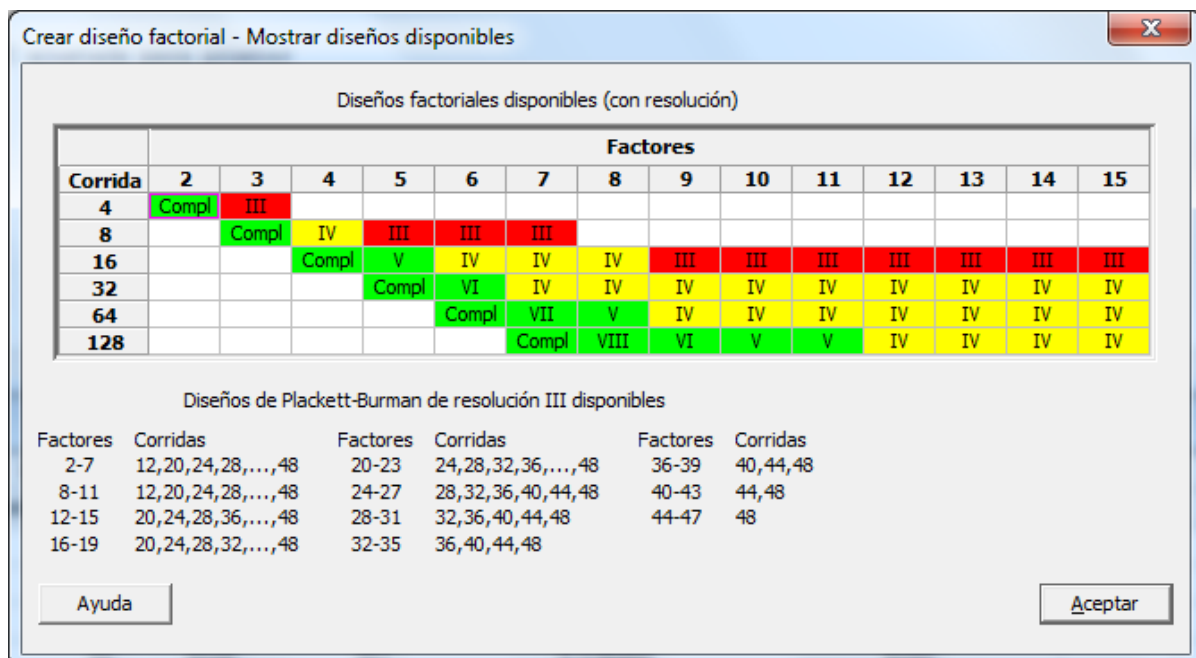 Crear diseño factorial - Mostrar diseños disponibles
X
Diseños factoriales disponibles (con resolución)
Factores
Corrida 2 3 4 5 6 7 8 9 10 11 12 13 14 15
4 Compl III
8 Compl IV III III III
16 Compl V IV IV IV III III III III III III III
32 Compl VI IV IV IV IV IV IV IV IV IV
64 Compl VII V IV IV IV IV IV IV IV
128 Compl VIII VI V V IV IV IV IV
Diseños de Plackett-Burman de resolución III disponibles
Factores Corridas Factores Corridas Factores Corridas
2-7 12,20,24,28,...,48 20-23 24,28,32,36,...,48 36-39 40,44,48
8-11 12,20,24,28,...,48 24-27 28,32,36,40,44,48 40-43 44,48
12-15 20,24,28,36,...,48 28-31 32,36,40,44,48 44-47 48
16-19 20,24,28,32,...,48 32-35 36,40,44,48
Ayuda Aceptar